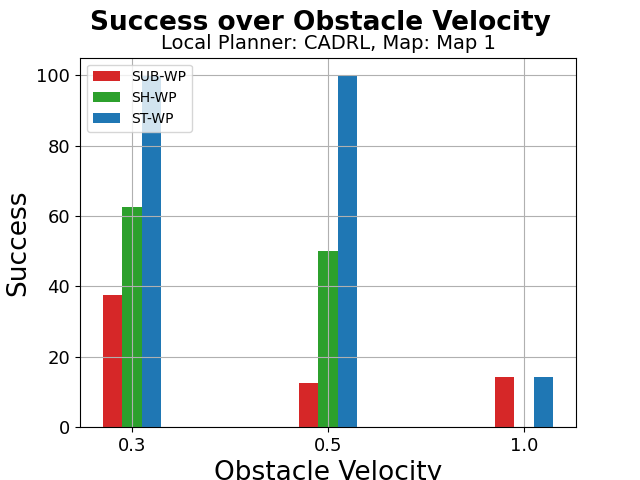 Success over Obstacle Velocity
Local Planner: CADRL, Map: Map 1
SUB-WP
SH-WP
ST-WP
100
80
60
40
20
0
Success
0.3
0.5
1.0
Obstacle Velocity